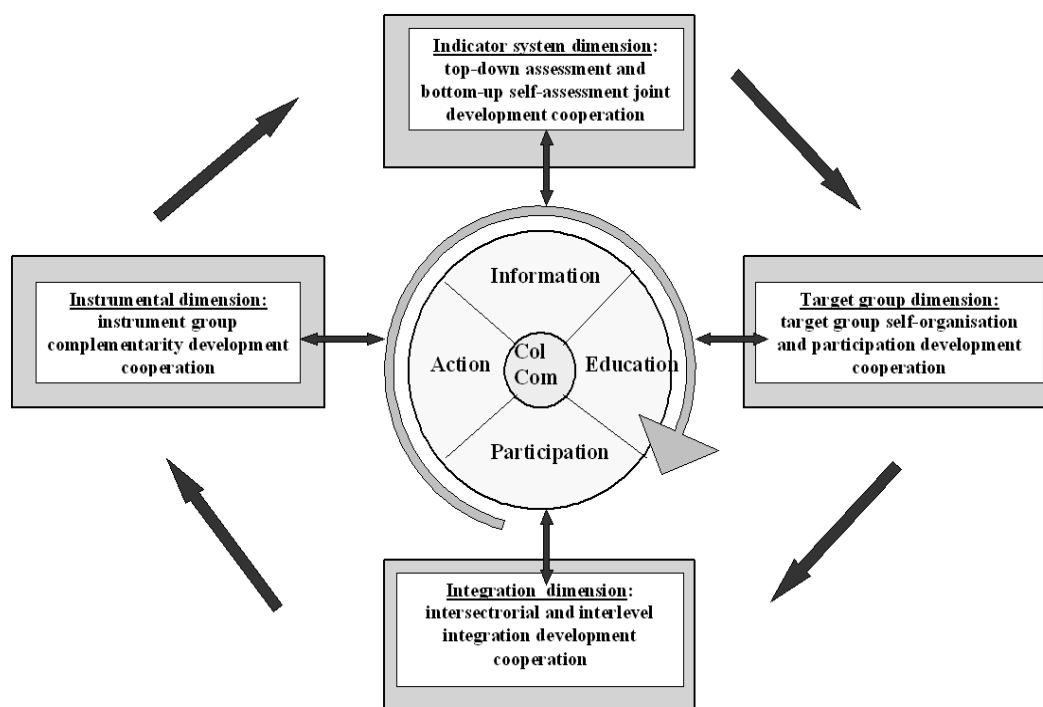 Indicator system dimension:
top-down assessment and
bottom-up self-assessment joint
development cooperation
Instrumental dimension:
instrument group
complementarity development
cooperation
Information
Action
Col
Com
Education
Participation
Target group dimension:
target group self-organisation
and participation development
cooperation
Integration dimension:
intersectrorial and interlevel
integration development
cooperation